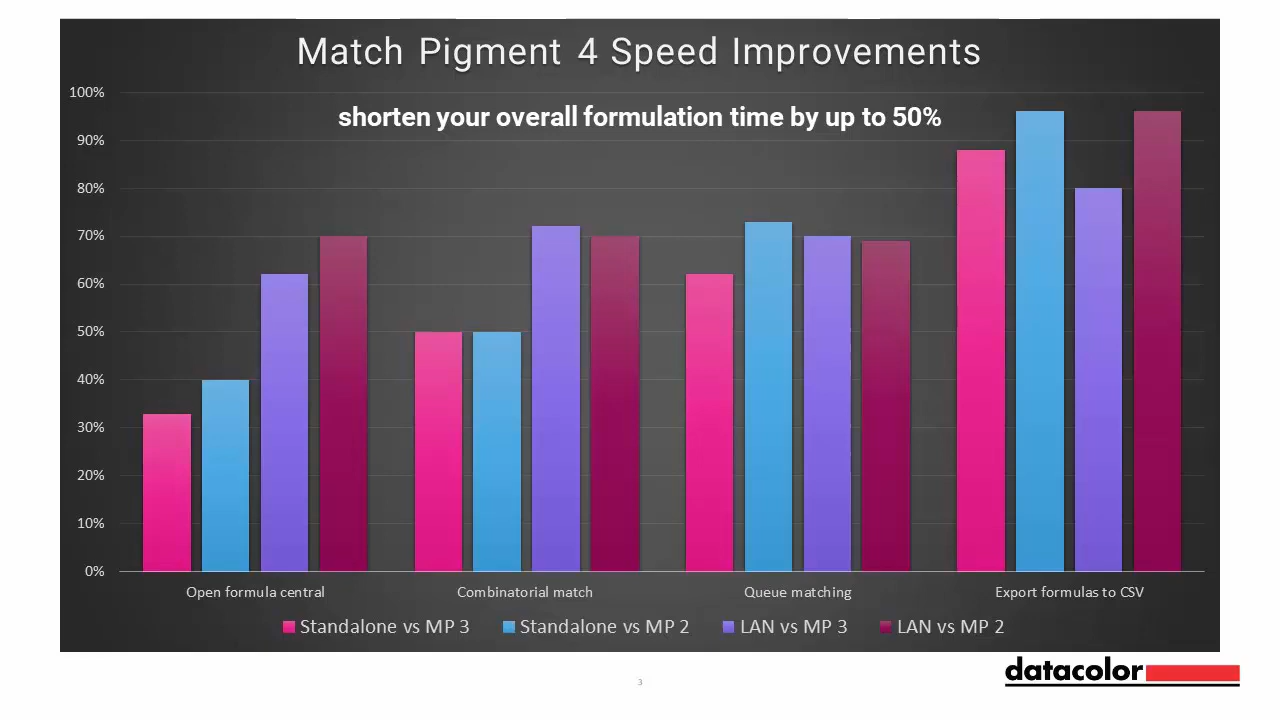 Match Pigment 4 Speed Improvements
shorten your overall formulation time by up to 50%
100%
90%
80%
70%
60%
50%
40%
30%
20%
10%
0%
Open formula central
Combinatorial match
Queue matching
Export formulas to CSV
Standalone vs MP 3
Standalone vs MP 2
LAN vs MP 3
LAN vs MP 2
3
datacolor